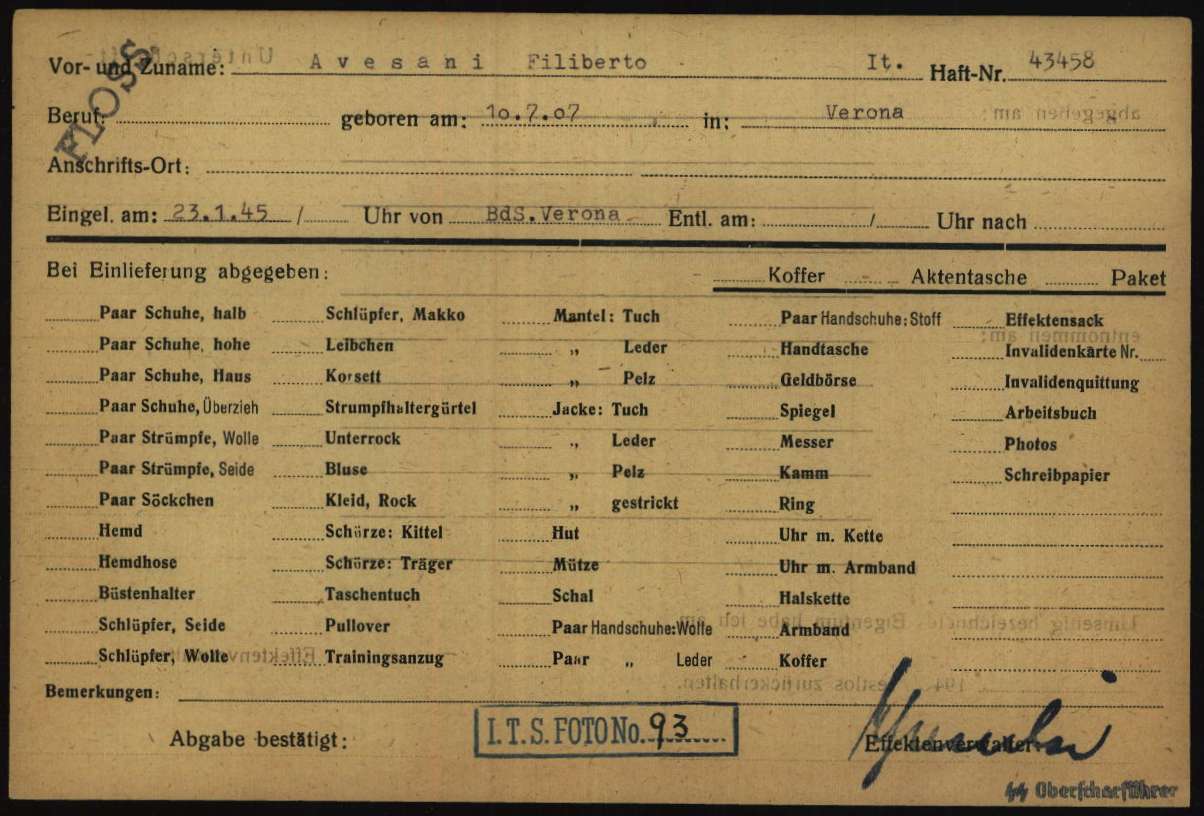 FLOSS
Vor- und Zuname: Avesani Filiberto It. Haft-Nr. 43458
Beruf: geboren am: 10.7.07 in: Verona
Anschrifts-Ort:
Eingel. am: 23.1.45 / Uhr von BdS. Verona Entl. am: / Uhr nach
Bei Einlieferung abgegeben: Koffer Aktentasche Paket
Paar Schuhe, halb Schlüpfer, Makko Mantel: Tuch Paar Handschuhe: Stoff Effektensack
Paar Schuhe, hohe Leibchen „ Leder Handtasche Invalidenkarte Nr.
Paar Schuhe, Haus Korsett „ Pelz Geldbörse Invalidenquittung
Paar Schuhe, Überzieh Strumpfhaltergürtel Jacke: Tuch Spiegel Arbeitsbuch
Paar Strümpfe, Wolle Unterrock „ Leder Messer Photos
Paar Strümpfe, Seide Bluse „ Pelz Kamm Schreibpapier
Paar Söckchen Kleid, Rock „ gestrickt Ring
Hemd Schürze: Kittel Hut Uhr m. Kette
Hemdhose Schürze: Träger Mütze Uhr m. Armband
Büstenhalter Taschentuch Schal Halskette
Schlüpfer, Seide Pullover Paar Handschuhe: Wolle Armband
Schlüpfer, Wolle Trainingsanzug Paar „ Leder Koffer
Bemerkungen:
Abgabe bestätigt: I.T.S. FOTO No. 93 Effektenverwalter:
SS Oberscharführer